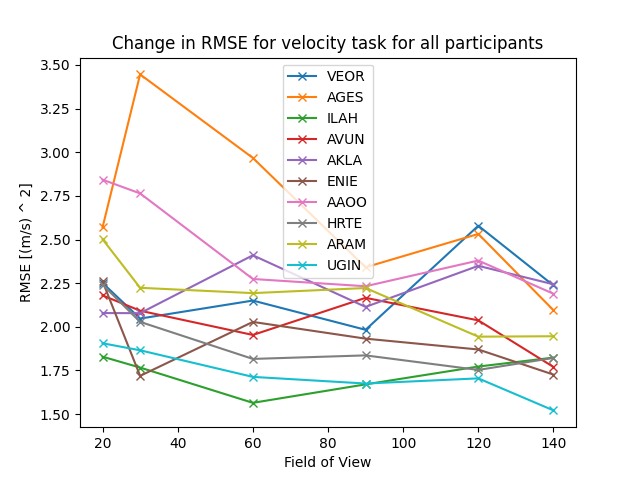 Change in RMSE for velocity task for all participants
3.50
3.25
3.00
2.75
2.50
2.25
2.00
1.75
1.50
RMSE [(m/s) ^ 2]
VEOR
AGES
ILAH
AVUN
AKLA
ENIE
AAOO
HRTE
ARAM
UGIN
20 40 60 80 100 120 140
Field of View